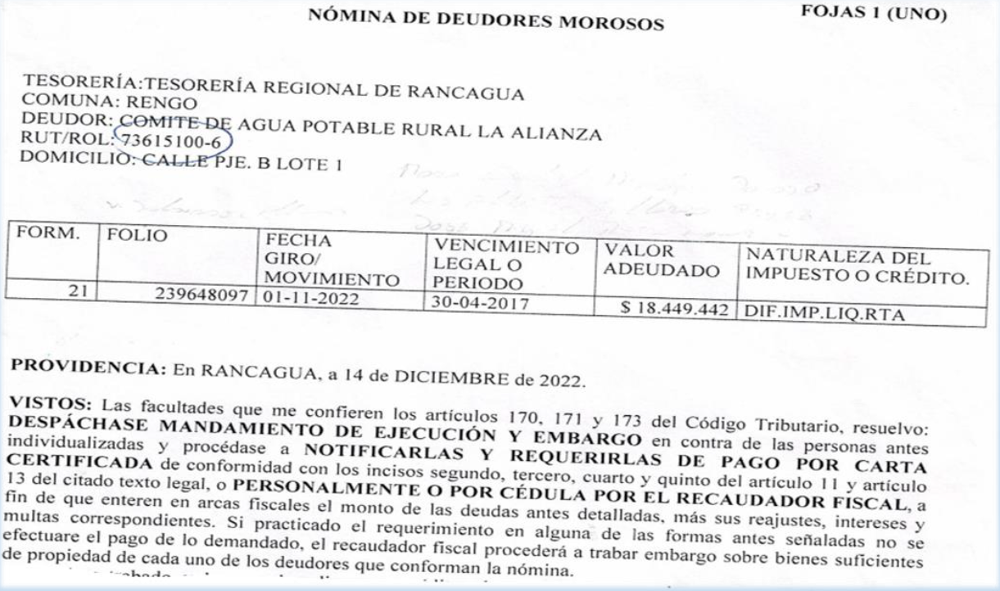 NÓMINA DE DEUDORES MOROSOS
FOJAS 1 (UNO)
TESORERÍA:TESORERÍA REGIONAL DE RANCAGUA
COMUNA: RENGO
DEUDOR: COMITE DE AGUA POTABLE RURAL LA ALIANZA
RUT/ROL: 73615100-6
DOMICILIO: CALLE PJE. B LOTE 1
FORM. FOLIO FECHA GIRO/ MOVIMIENTO VENCIMIENTO LEGAL O PERIODO VALOR ADEUDADO NATURALEZA DEL IMPUESTO O CRÉDITO.
21 239648097 01-11-2022 30-04-2017 $ 18.449.442 DIF.IMP.LIQ.RTA
PROVIDENCIA: En RANCAGUA, a 14 de DICIEMBRE de 2022.
VISTOS: Las facultades que me confieren los artículos 170, 171 y 173 del Código Tributario, resuelvo:
DESPÁCHASE MANDAMIENTO DE EJECUCIÓN Y EMBARGO en contra de las personas antes
individualizadas y procédase a NOTIFICARLAS Y REQUERIRLAS DE PAGO POR CARTA
CERTIFICADA de conformidad con los incisos segundo, tercero, cuarto y quinto del artículo 11 y artículo
13 del citado texto legal, o PERSONALMENTE O POR CÉDULA POR EL RECAUDADOR FISCAL, a
fin de que enteren en arcas fiscales el monto de las deudas antes detalladas, más sus reajustes, intereses y
multas correspondientes. Si practicado el requerimiento en alguna de las formas antes señaladas no se
efectuare el pago de lo demandado, el recaudador fiscal procederá a trabar embargo sobre bienes suficientes
de propiedad de cada uno de los deudores que conforman la nómina.